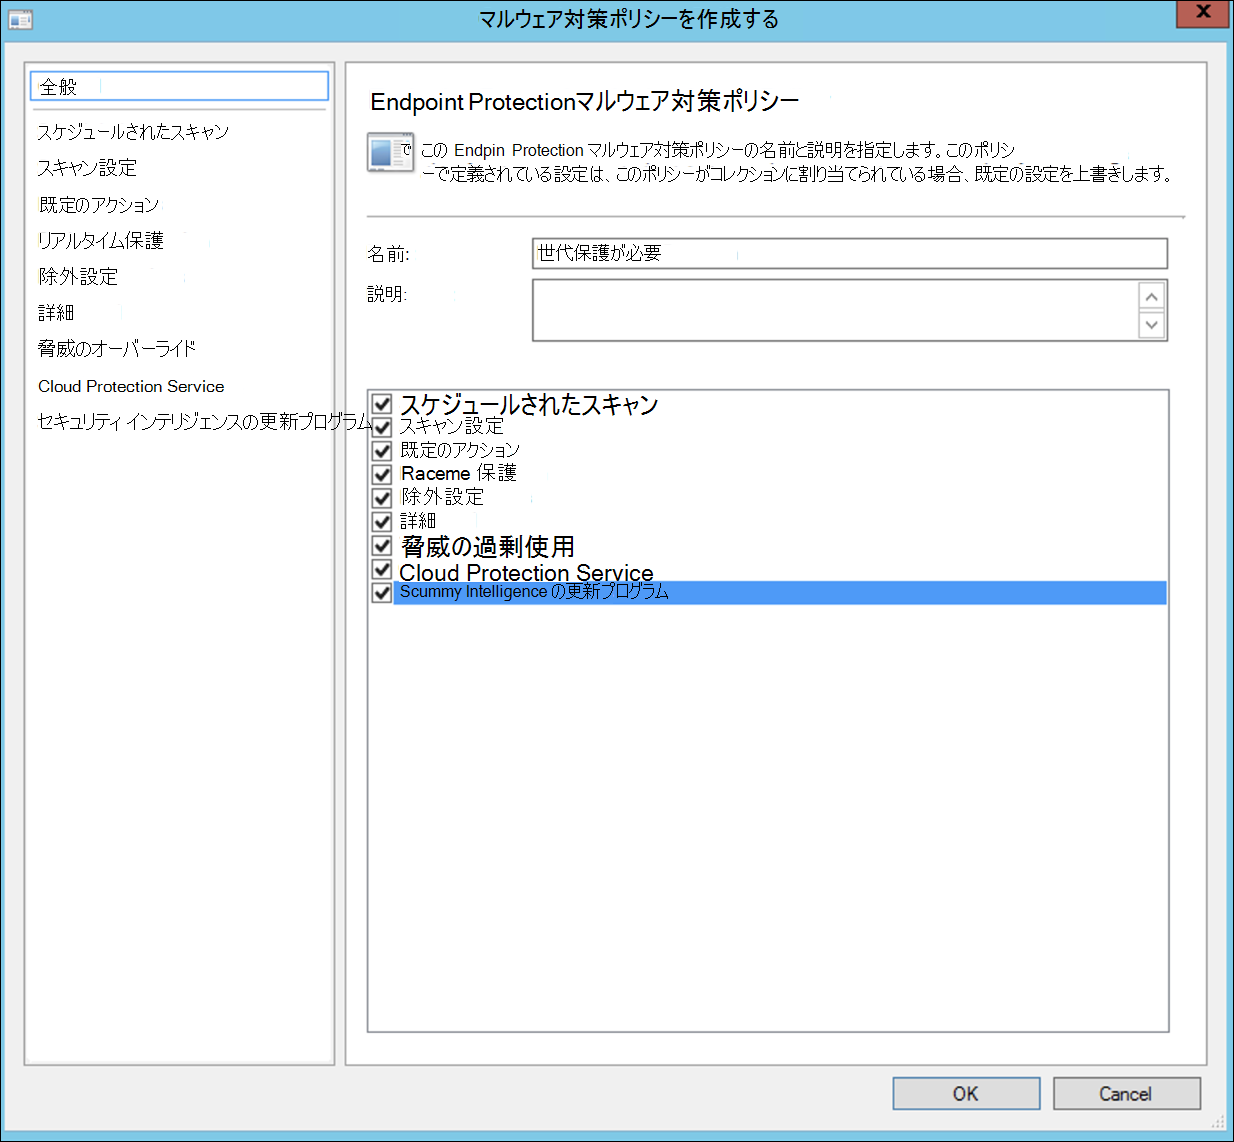 マルウェア対策ポリシーを作成する
x
全般
スケジュールされたスキャン
スキャン設定
既定のアクション
リアルタイム保護
除外設定
詳細
脅威のオーバーライド
Cloud Protection Service
セキュリティ インテリジェンスの更新プログラム
Endpoint Protectionマルウェア対策ポリシー
で この Endpin Protection マルウェア対策ポリシーの名前と説明を指定します。このポリシ
ーで定義されている設定は、このポリシーがコレクションに割り当てられている場合、既定の設定を上書きします。
名前: 世代保護が必要
説明:
スケジュールされたスキャン
スキャン設定
既定のアクション
Raceme 保護
除外設定
詳細
脅威の過剰使用
Cloud Protection Service
Scummy Intelligence の更新プログラム
OK Cancel